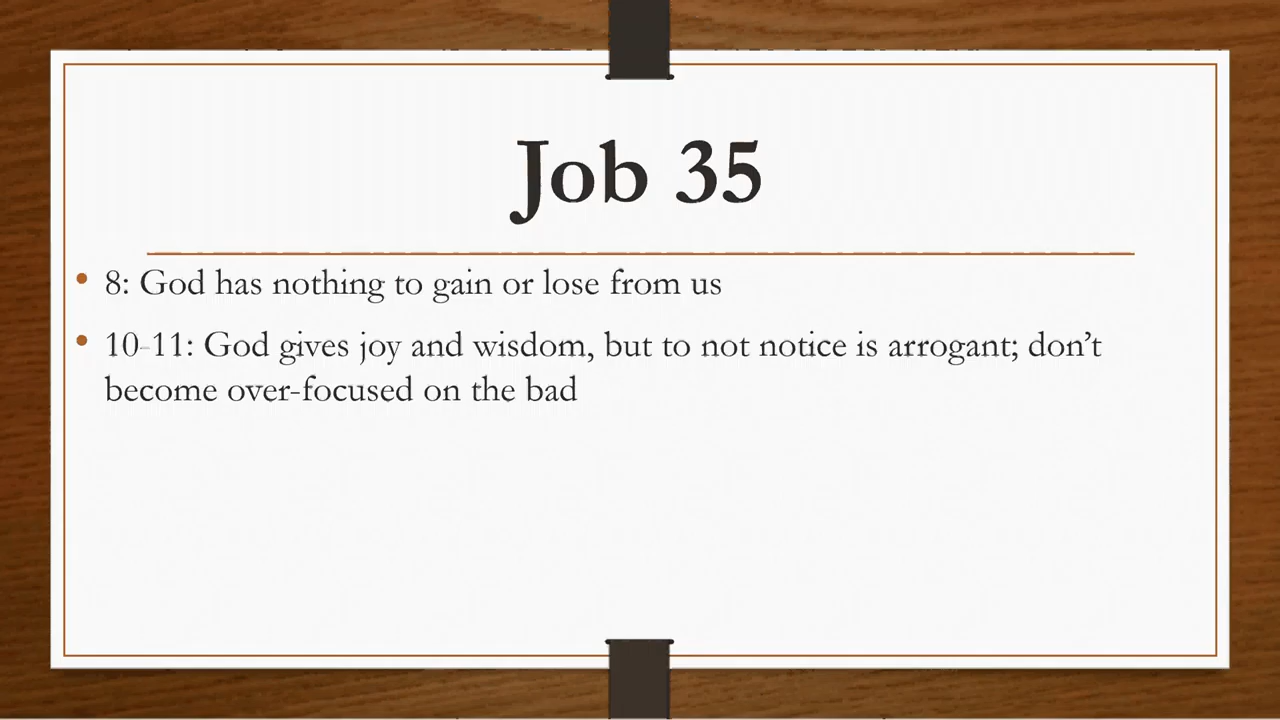 Job 35
• 8: God has nothing to gain or lose from us
• 10-11: God gives joy and wisdom, but to not notice is arrogant; don’t
become over-focused on the bad